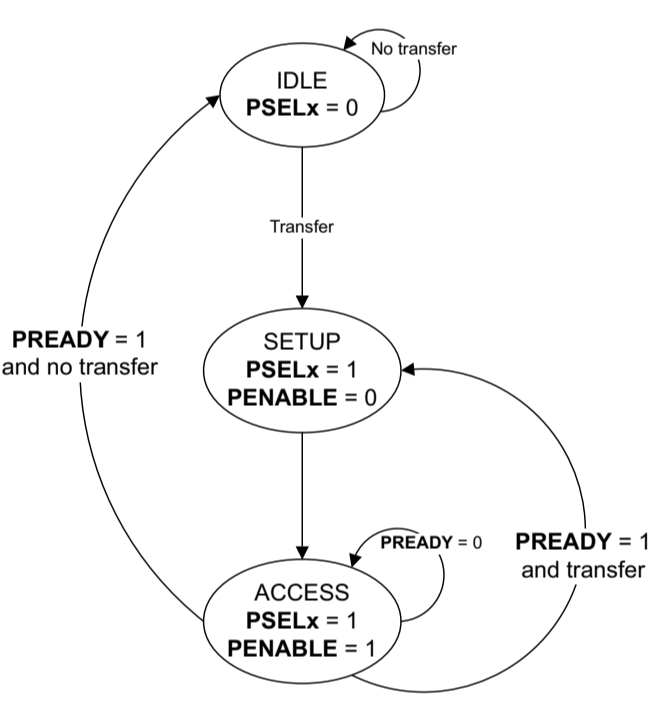 No transfer
IDLE
PSELx = 0
Transfer
PREADY = 1
and no transfer
SETUP
PSELx = 1
PENABLE = 0
PREADY = 0
PREADY = 1
and transfer
ACCESS
PSELx = 1
PENABLE = 1